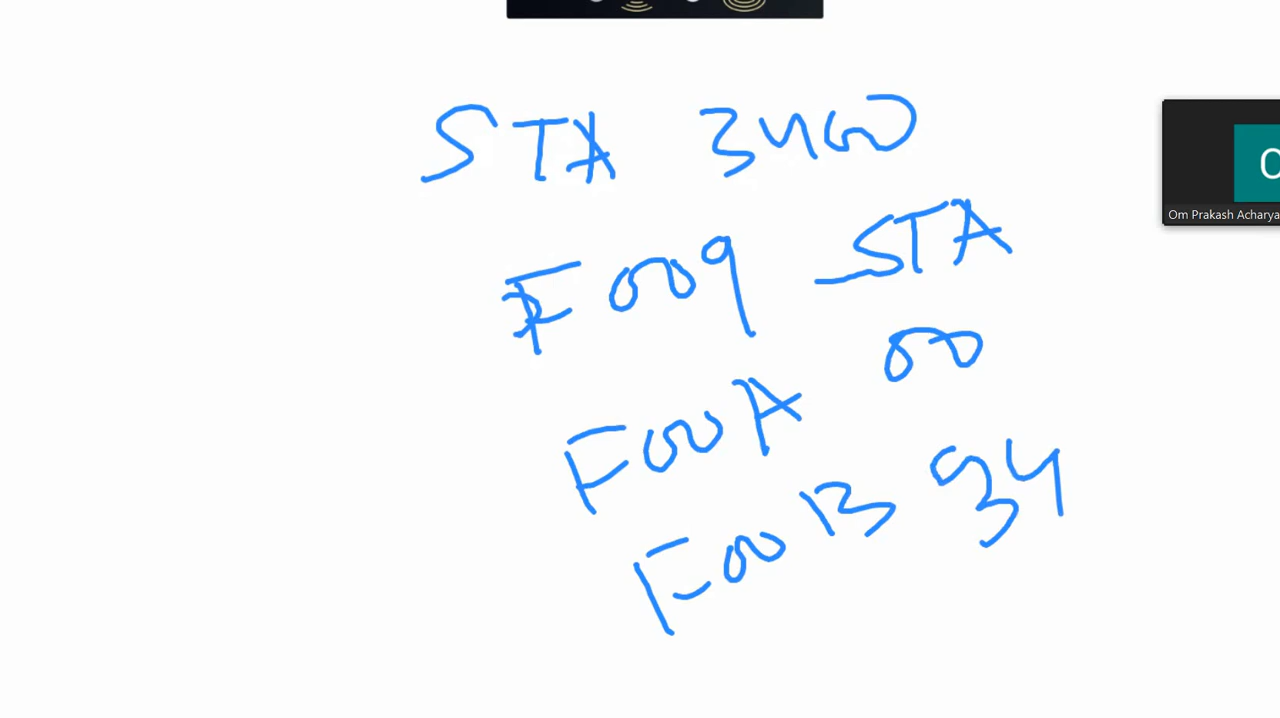 STA 3400
F009 STA
F00A 00
F00B 34
Om Prakash Acharya
C